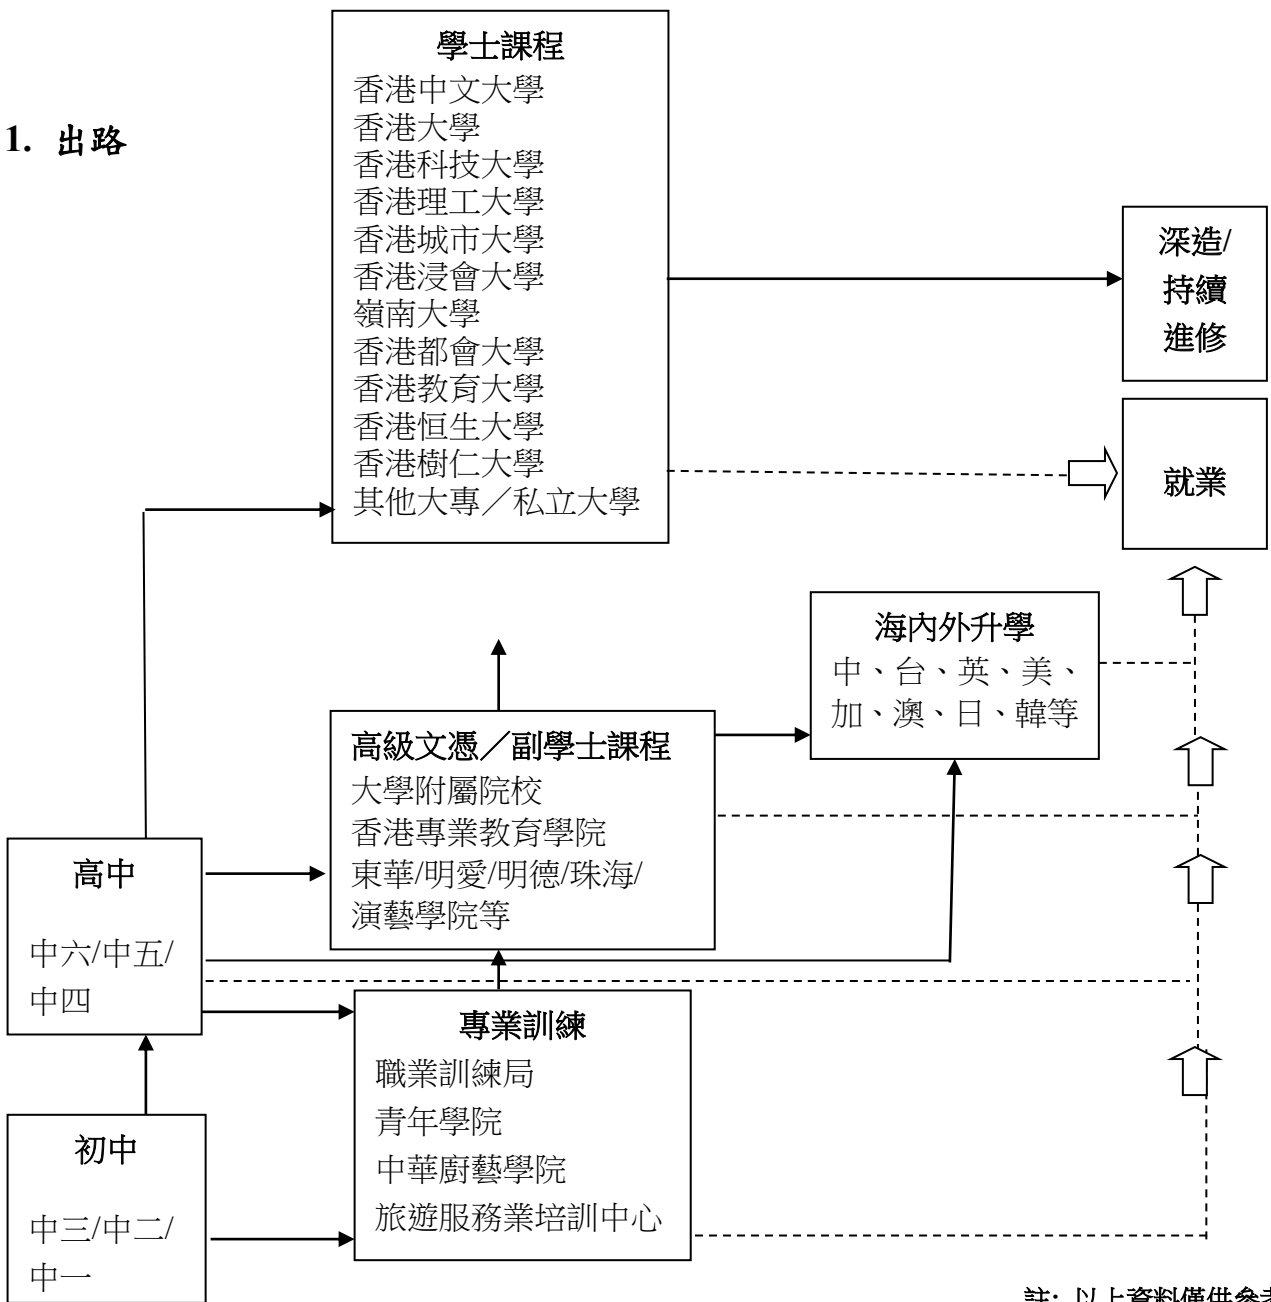 1. 出路
學士課程
香港中文大學
香港大學
香港科技大學
香港理工大學
香港城市大學
香港浸會大學
嶺南大學
香港都會大學
香港教育大學
香港恒生大學
香港樹仁大學
其他大專／私立大學
深造/
持續
進修
就業
海內外升學
中、台、英、美、
加、澳、日、韓等
高級文憑／副學士課程
大學附屬院校
香港專業教育學院
東華/明愛/明德/珠海/
演藝學院等
高中
中六/中五/
中四
專業訓練
職業訓練局
青年學院
中華廚藝學院
旅遊服務業培訓中心
初中
中三/中二/
中一
註: 以上資料僅供參考